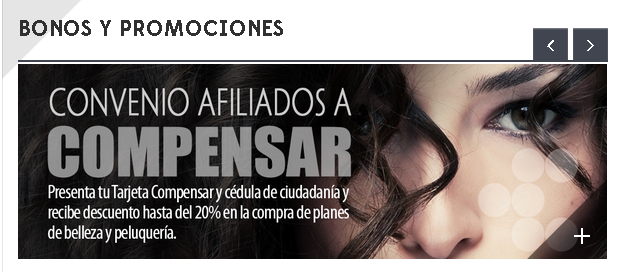 BONOS Y PROMOCIONES
CONVENIO AFILIADOS A
COMPENSAR
Presenta tu Tarjeta Compensar y cédula de ciudadanía y
recibe descuento hasta del 20% en la compra de planes
de belleza y peluquería.